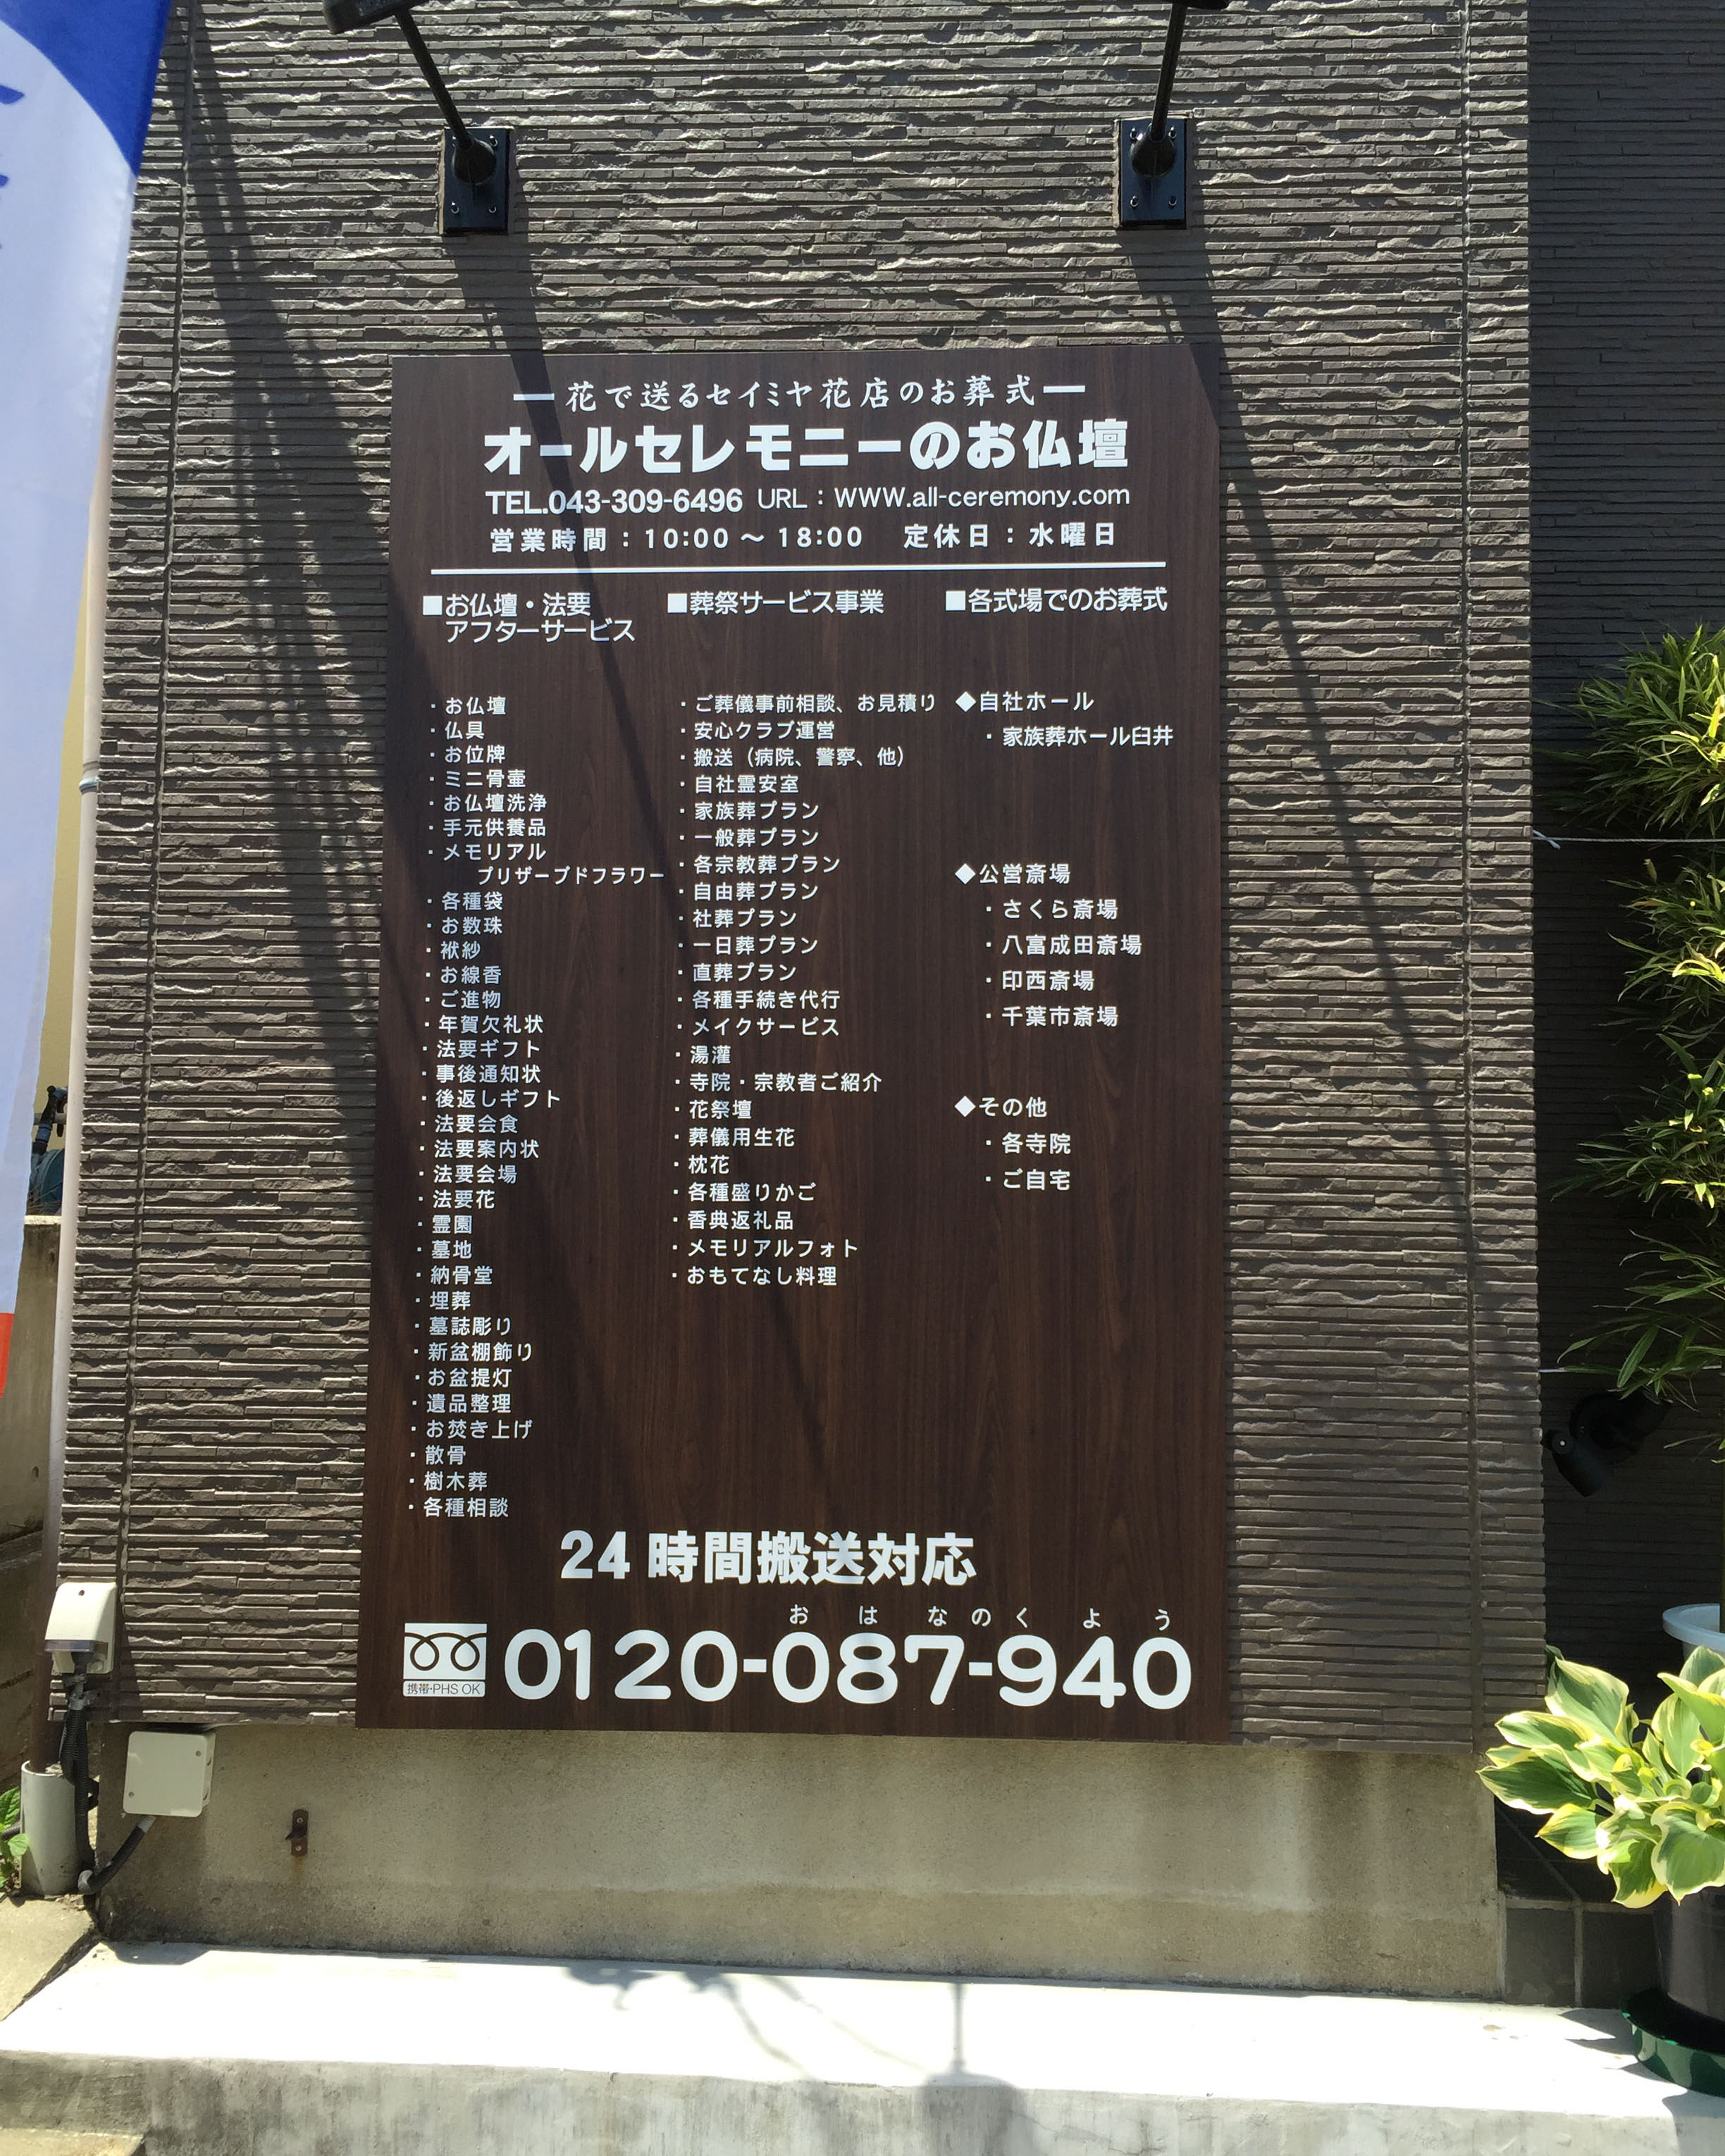 花で送るセイミヤ花店のお葬式
オールセレモニーのお仏壇
TEL.043-309-6496 URL：WWW.all-ceremony.com
営業時間：10:00～18:00 定休日：水曜日
■お仏壇・法要
アフターサービス
・お仏壇
・仏具
・お位牌
・ミニ骨壷
・お仏壇洗浄
・手元供養品
・メモリアル
プリザーブドフラワー
・各種袋
・お数珠
・袱紗
・お線香
・ご進物
・年賀欠礼状
・法要ギフト
・事後通知状
・後返しギフト
・法要会食
・法要案内状
・法要会場
・法要花
・霊園
・墓地
・納骨堂
・埋葬
・墓誌彫り
・新盆棚飾り
・お盆提灯
・遺品整理
・お焚き上げ
・散骨
・樹木葬
・各種相談
■葬祭サービス事業
・ご葬儀事前相談、お見積り
・安心クラブ運営
・搬送（病院、警察、他）
・自社霊安室
・家族葬プラン
・一般葬プラン
・各宗教葬プラン
・自由葬プラン
・社葬プラン
・一日葬プラン
・直葬プラン
・各種手続き代行
・メイクサービス
・湯灌
・寺院・宗教者ご紹介
・花祭壇
・葬儀用生花
・枕花
・各種盛りかご
・香典返礼品
・メモリアルフォト
・おもてなし料理
■各式場でのお葬式
◆自社ホール
・家族葬ホール臼井
◆公営斎場
・さくら斎場
・八富成田斎場
・印西斎場
・千葉市斎場
◆その他
・各寺院
・ご自宅
24時間搬送対応
おはなのくよう
0120-087-940
携帯・PHS OK